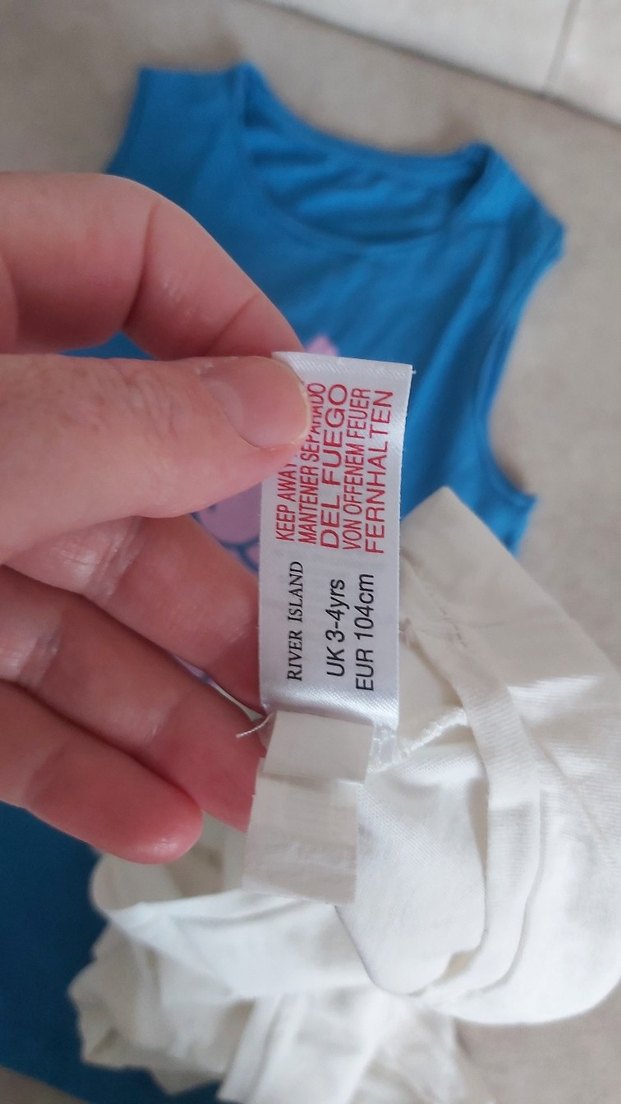 KEEP AWAY
MANTENER SEPARADO
DEL FUEGO
VON OFFENEM FEUER
FERNHALTEN
RIVER ISLAND
UK 3-4yrs
EUR 104cm